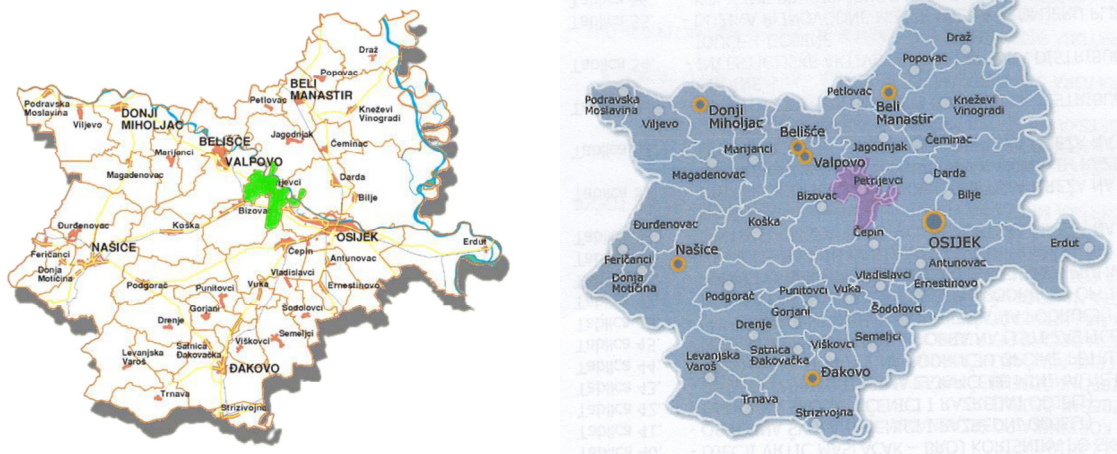 Draž
Popovac
BELI
MANASTIR
Petlovac
Kneževi
Vinogradi
Podravska
Moslavina
DONJI
MIHOLJAC
Viljevo
BELIŠĆE
Jagodnjak
Čeminac
Marijanci
VALPOVO
Magadenovac
rijevci
Darda
Bilje
Bizovac
Đurđenovac
Koška
OSIJEK
NAŠICE
Feričanci
Erdut
Čepin
Antunovac
Donja
Motičina
Vladislavci
Podgorač
Punitovci
Vuka
Ernestinovo
Gorjani
Šodolovci
Drenje
Semeljci
Satnica
Đakovačka
Viškovci
Levanjska
Varoš
ĐAKOVO
Trnava
Strizivojna
Draž
Popovac
Petlovac
Beli
Manastir
Kneževi
Vinogradi
Podravska
Moslavina
Donji
Miholjac
Viljevo
Belišće
Jagodnjak
Čeminac
Marijanci
Valpovo
Magadenovac
Petrijevci
Darda
Bilje
Bizovac
Đurđenovac
Koška
Čepin
OSIJEK
Erdut
Našice
Feričanci
Antunovac
Donja
Motičina
Vladislavci
Podgorač
Punitovci
Vuka
Ernestinovo
Gorjani
Šodolovci
Drenje
Semeljci
Satnica
Đakovačka
Viškovci
Levanjska
Varoš
Đakovo
Trnava
Strizivojna